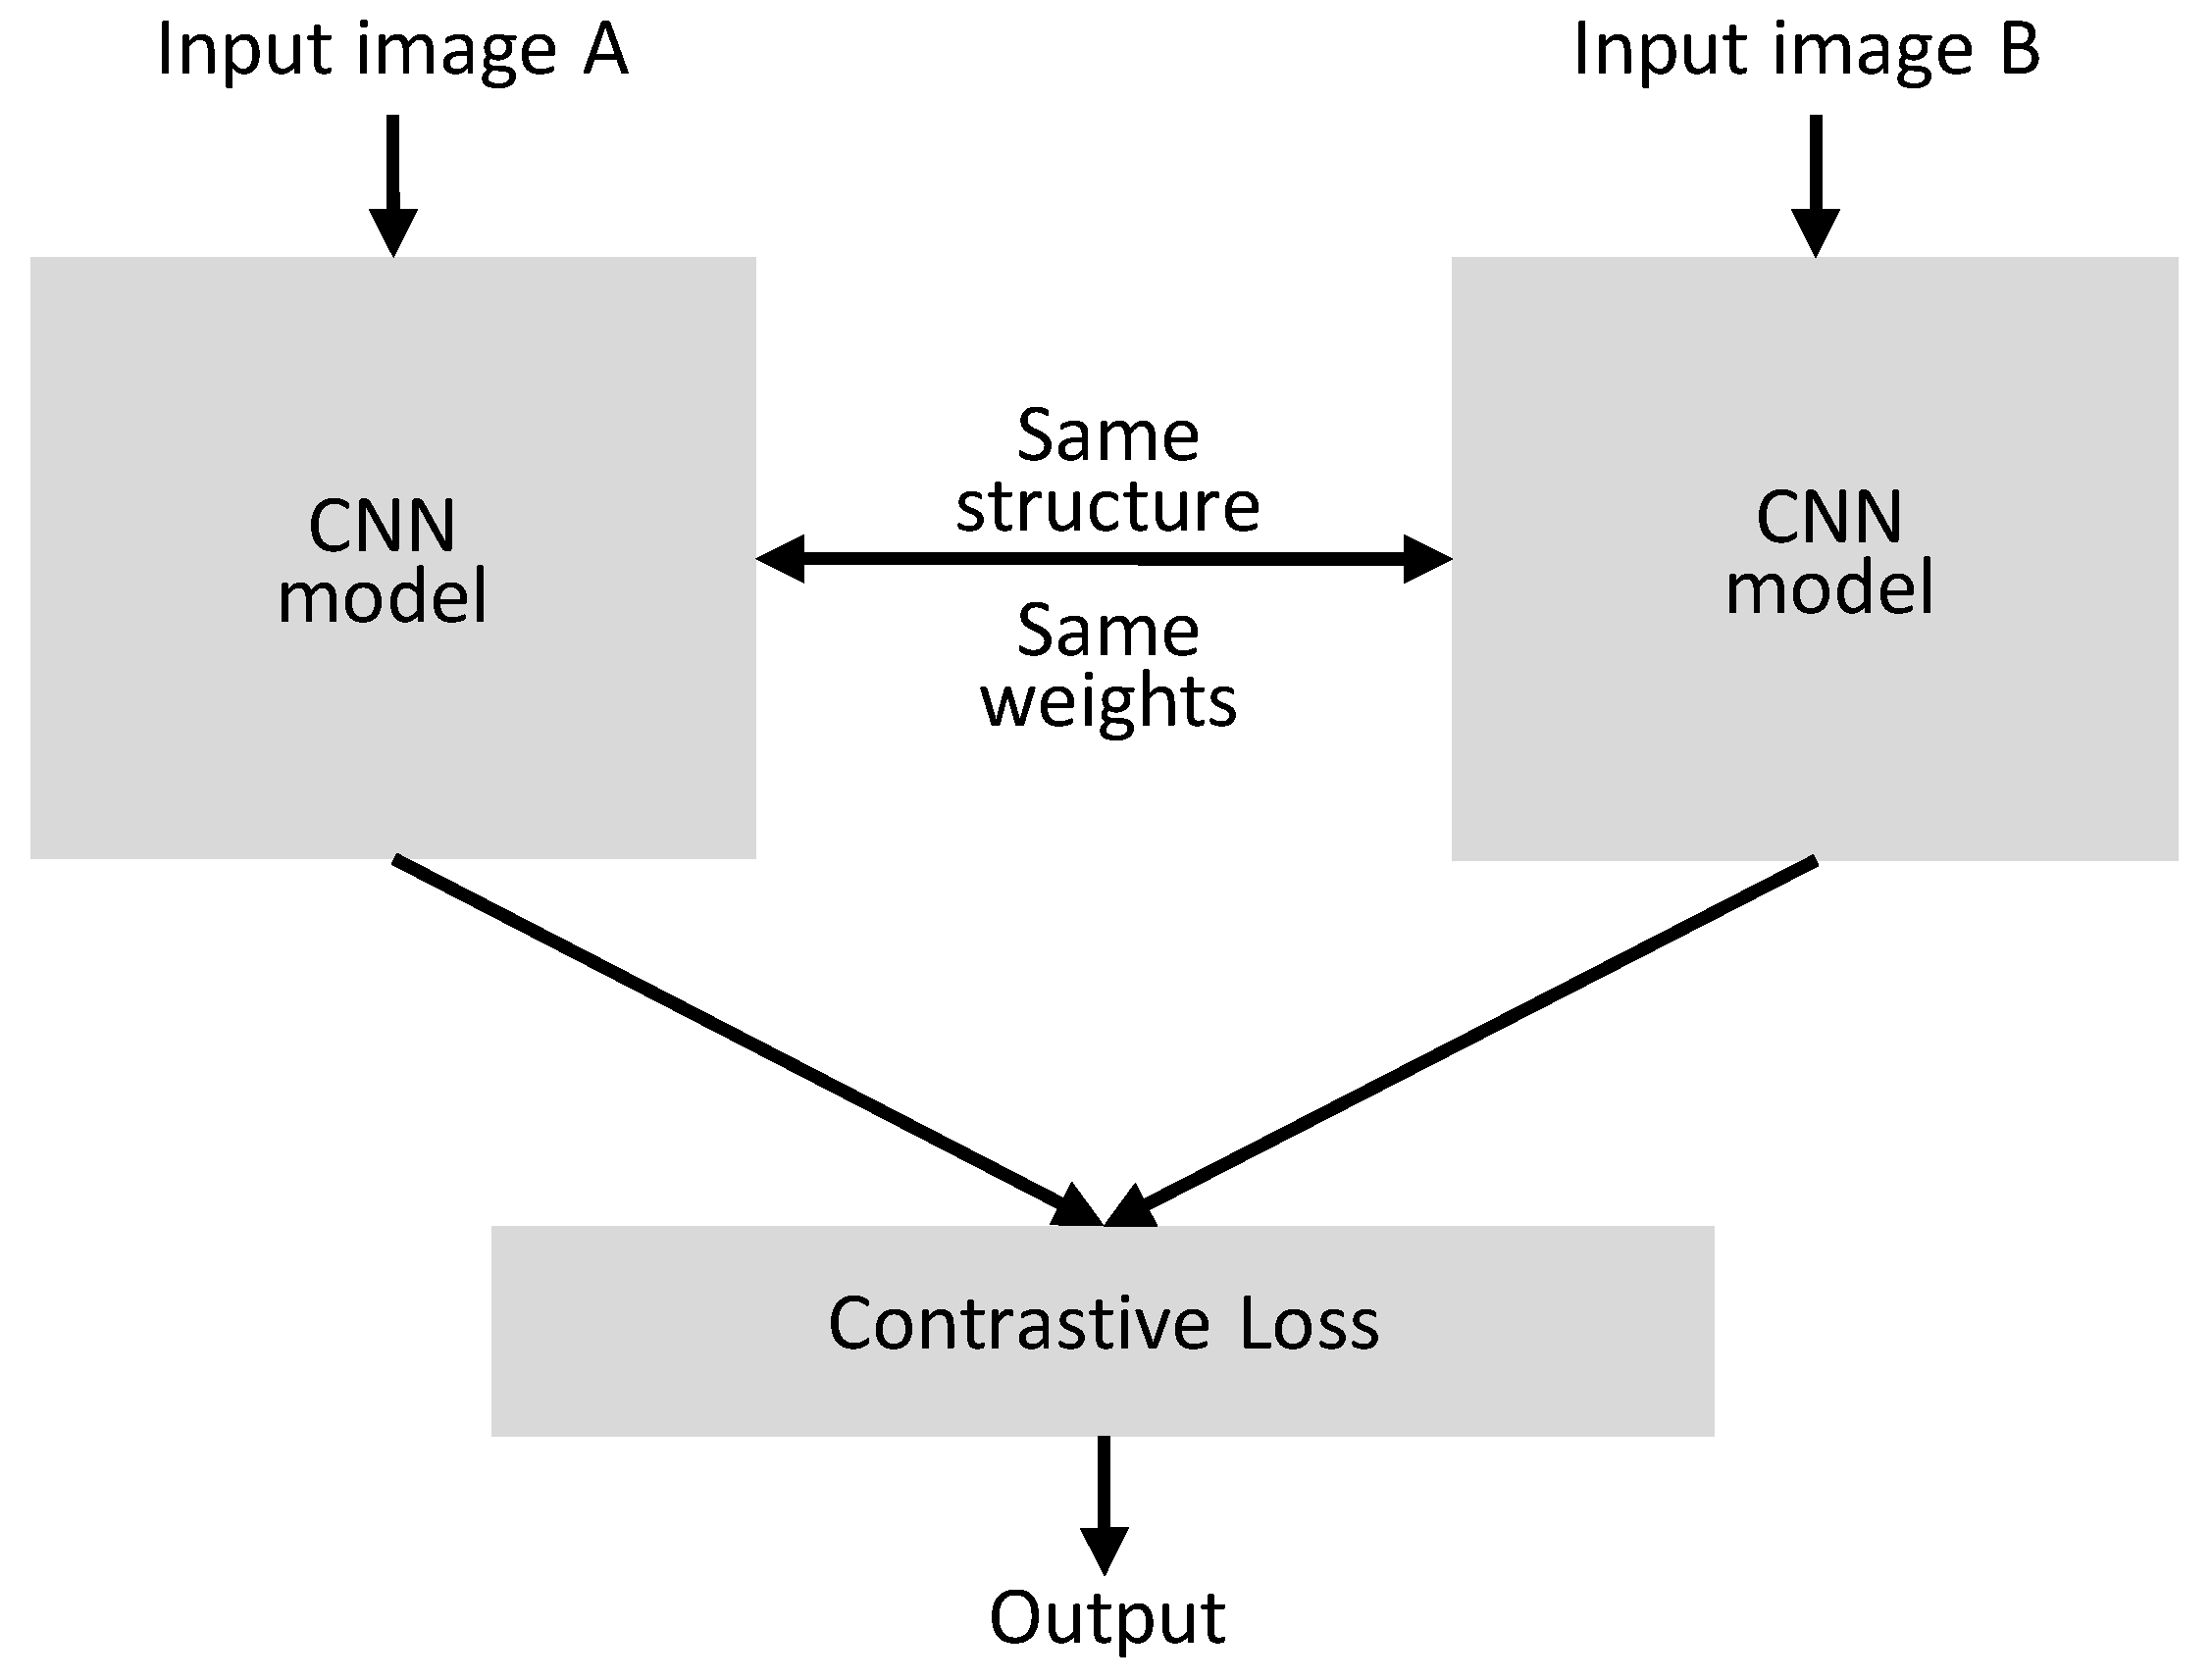 Input image A
Input image B
CNN
model
Same
structure
Same
weights
CNN
model
Contrastive Loss
Output